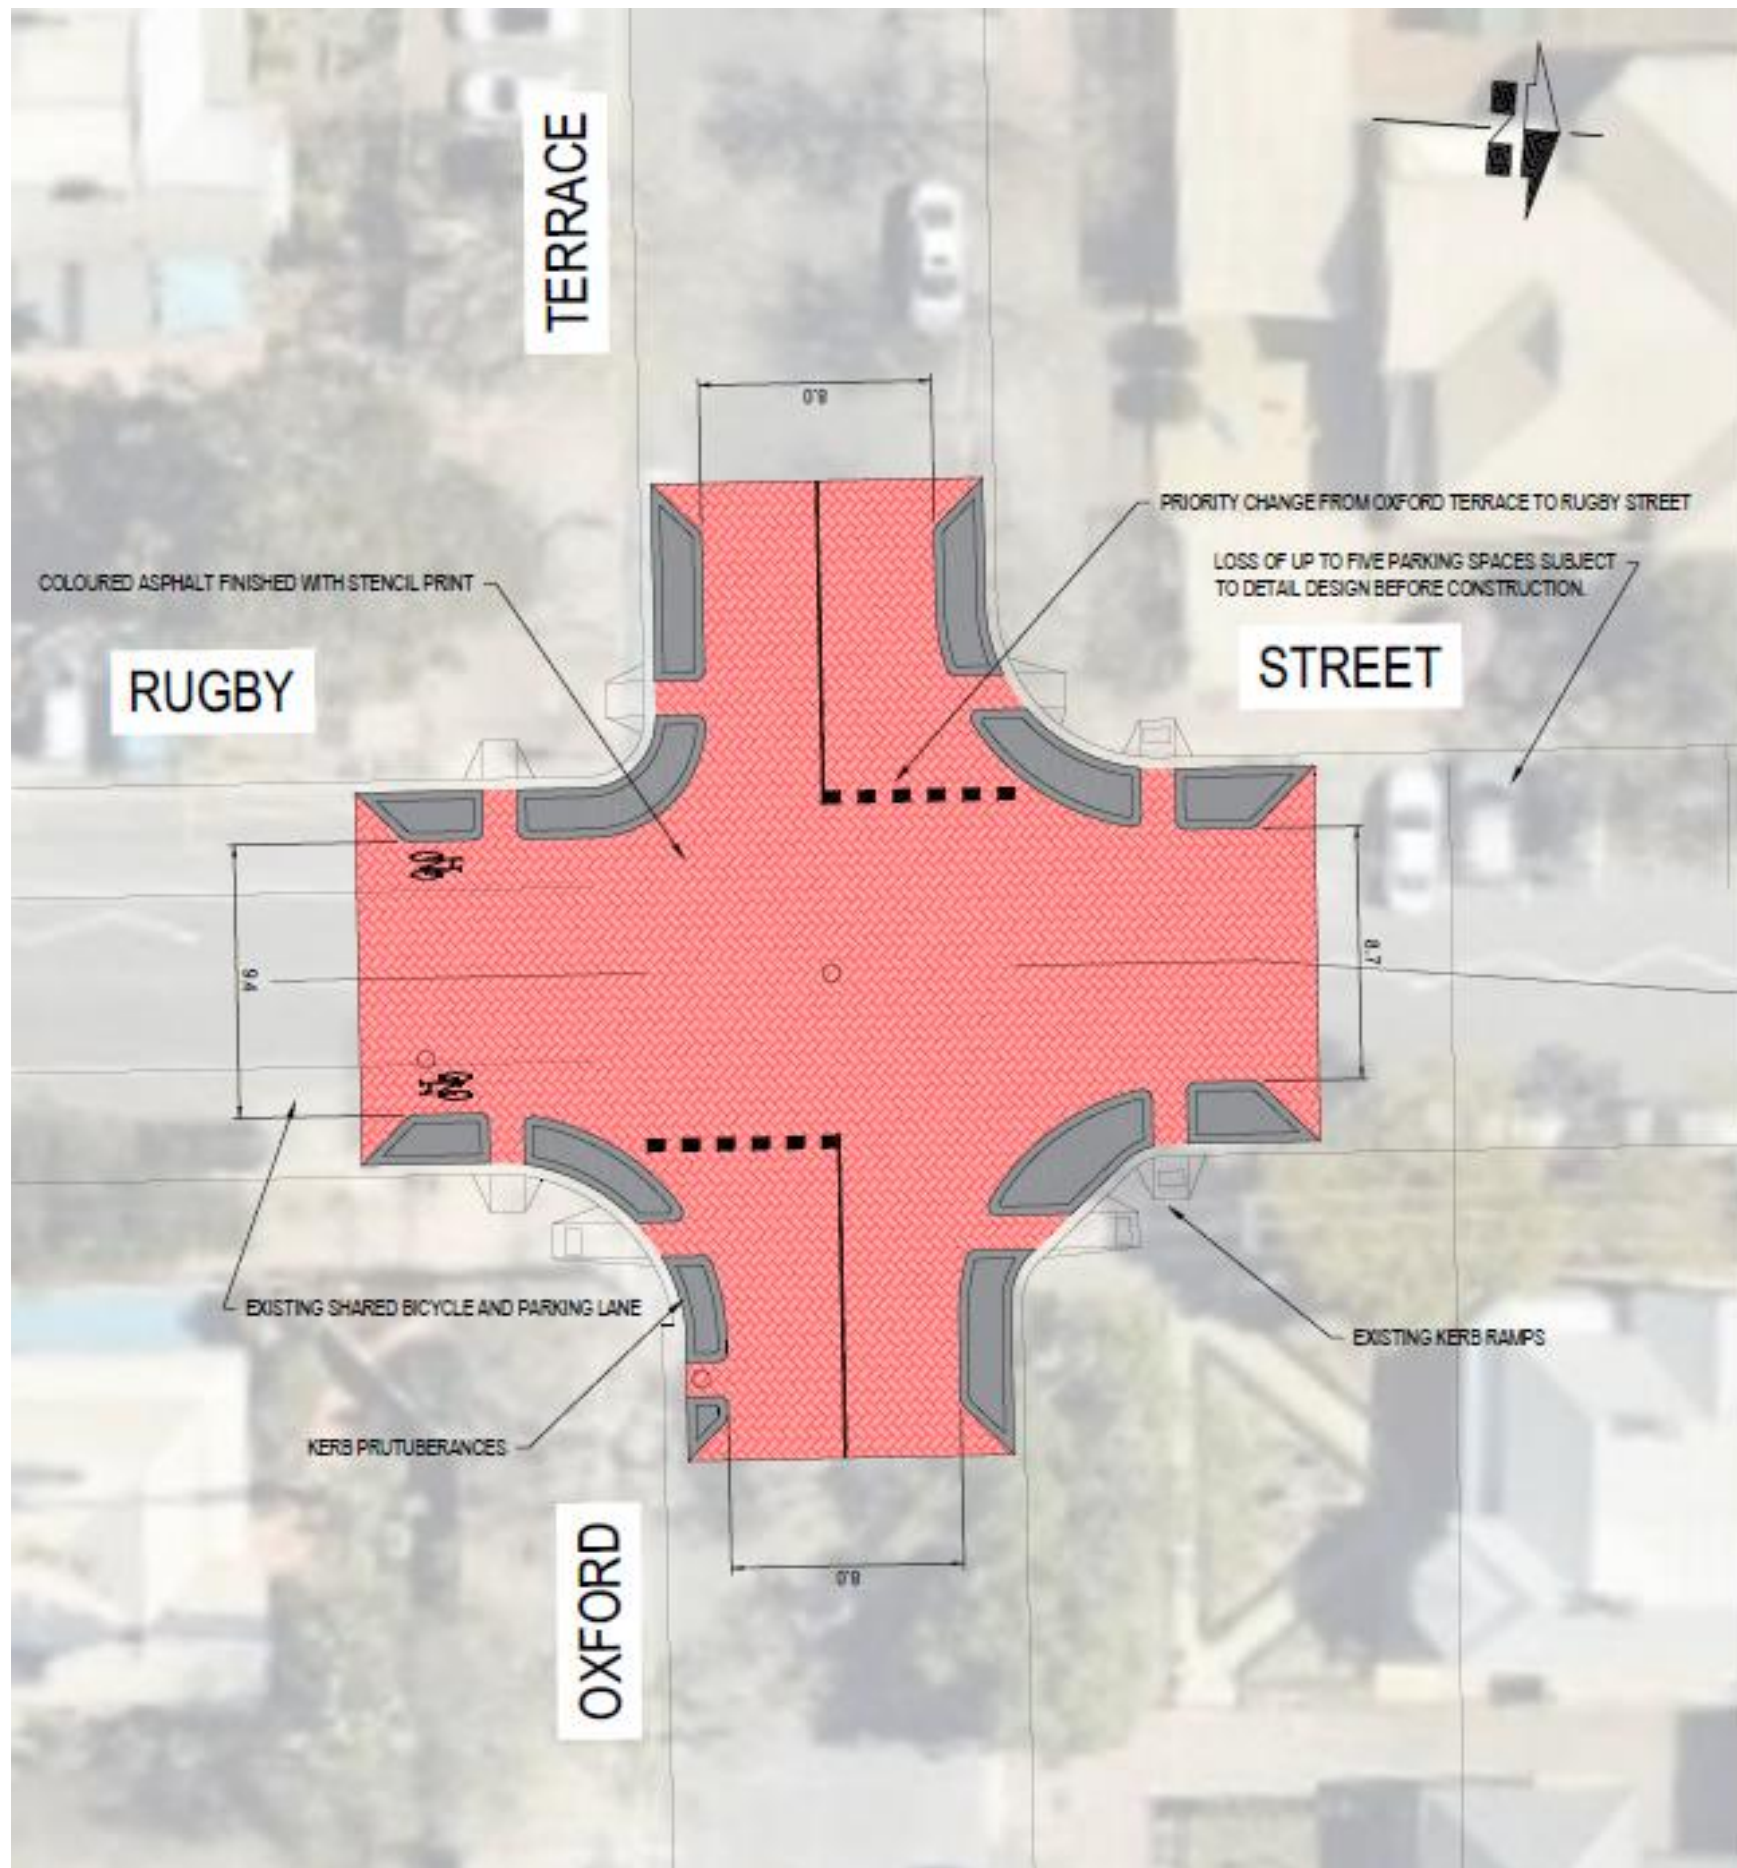 TERRACE
8.0
PRIORITY CHANGE FROM OXFORD TERRACE TO RUGBY STREET
LOSS OF UP TO FIVE PARKING SPACES SUBJECT
TO DETAIL DESIGN BEFORE CONSTRUCTION.
COLOURED ASPHALT FINISHED WITH STENCIL PRINT
RUGBY
STREET
9.4
8.7
EXISTING SHARED BICYCLE AND PARKING LANE
EXISTING KERB RAMPS
KERB PRUTUBERANCES
OXFORD
8.0